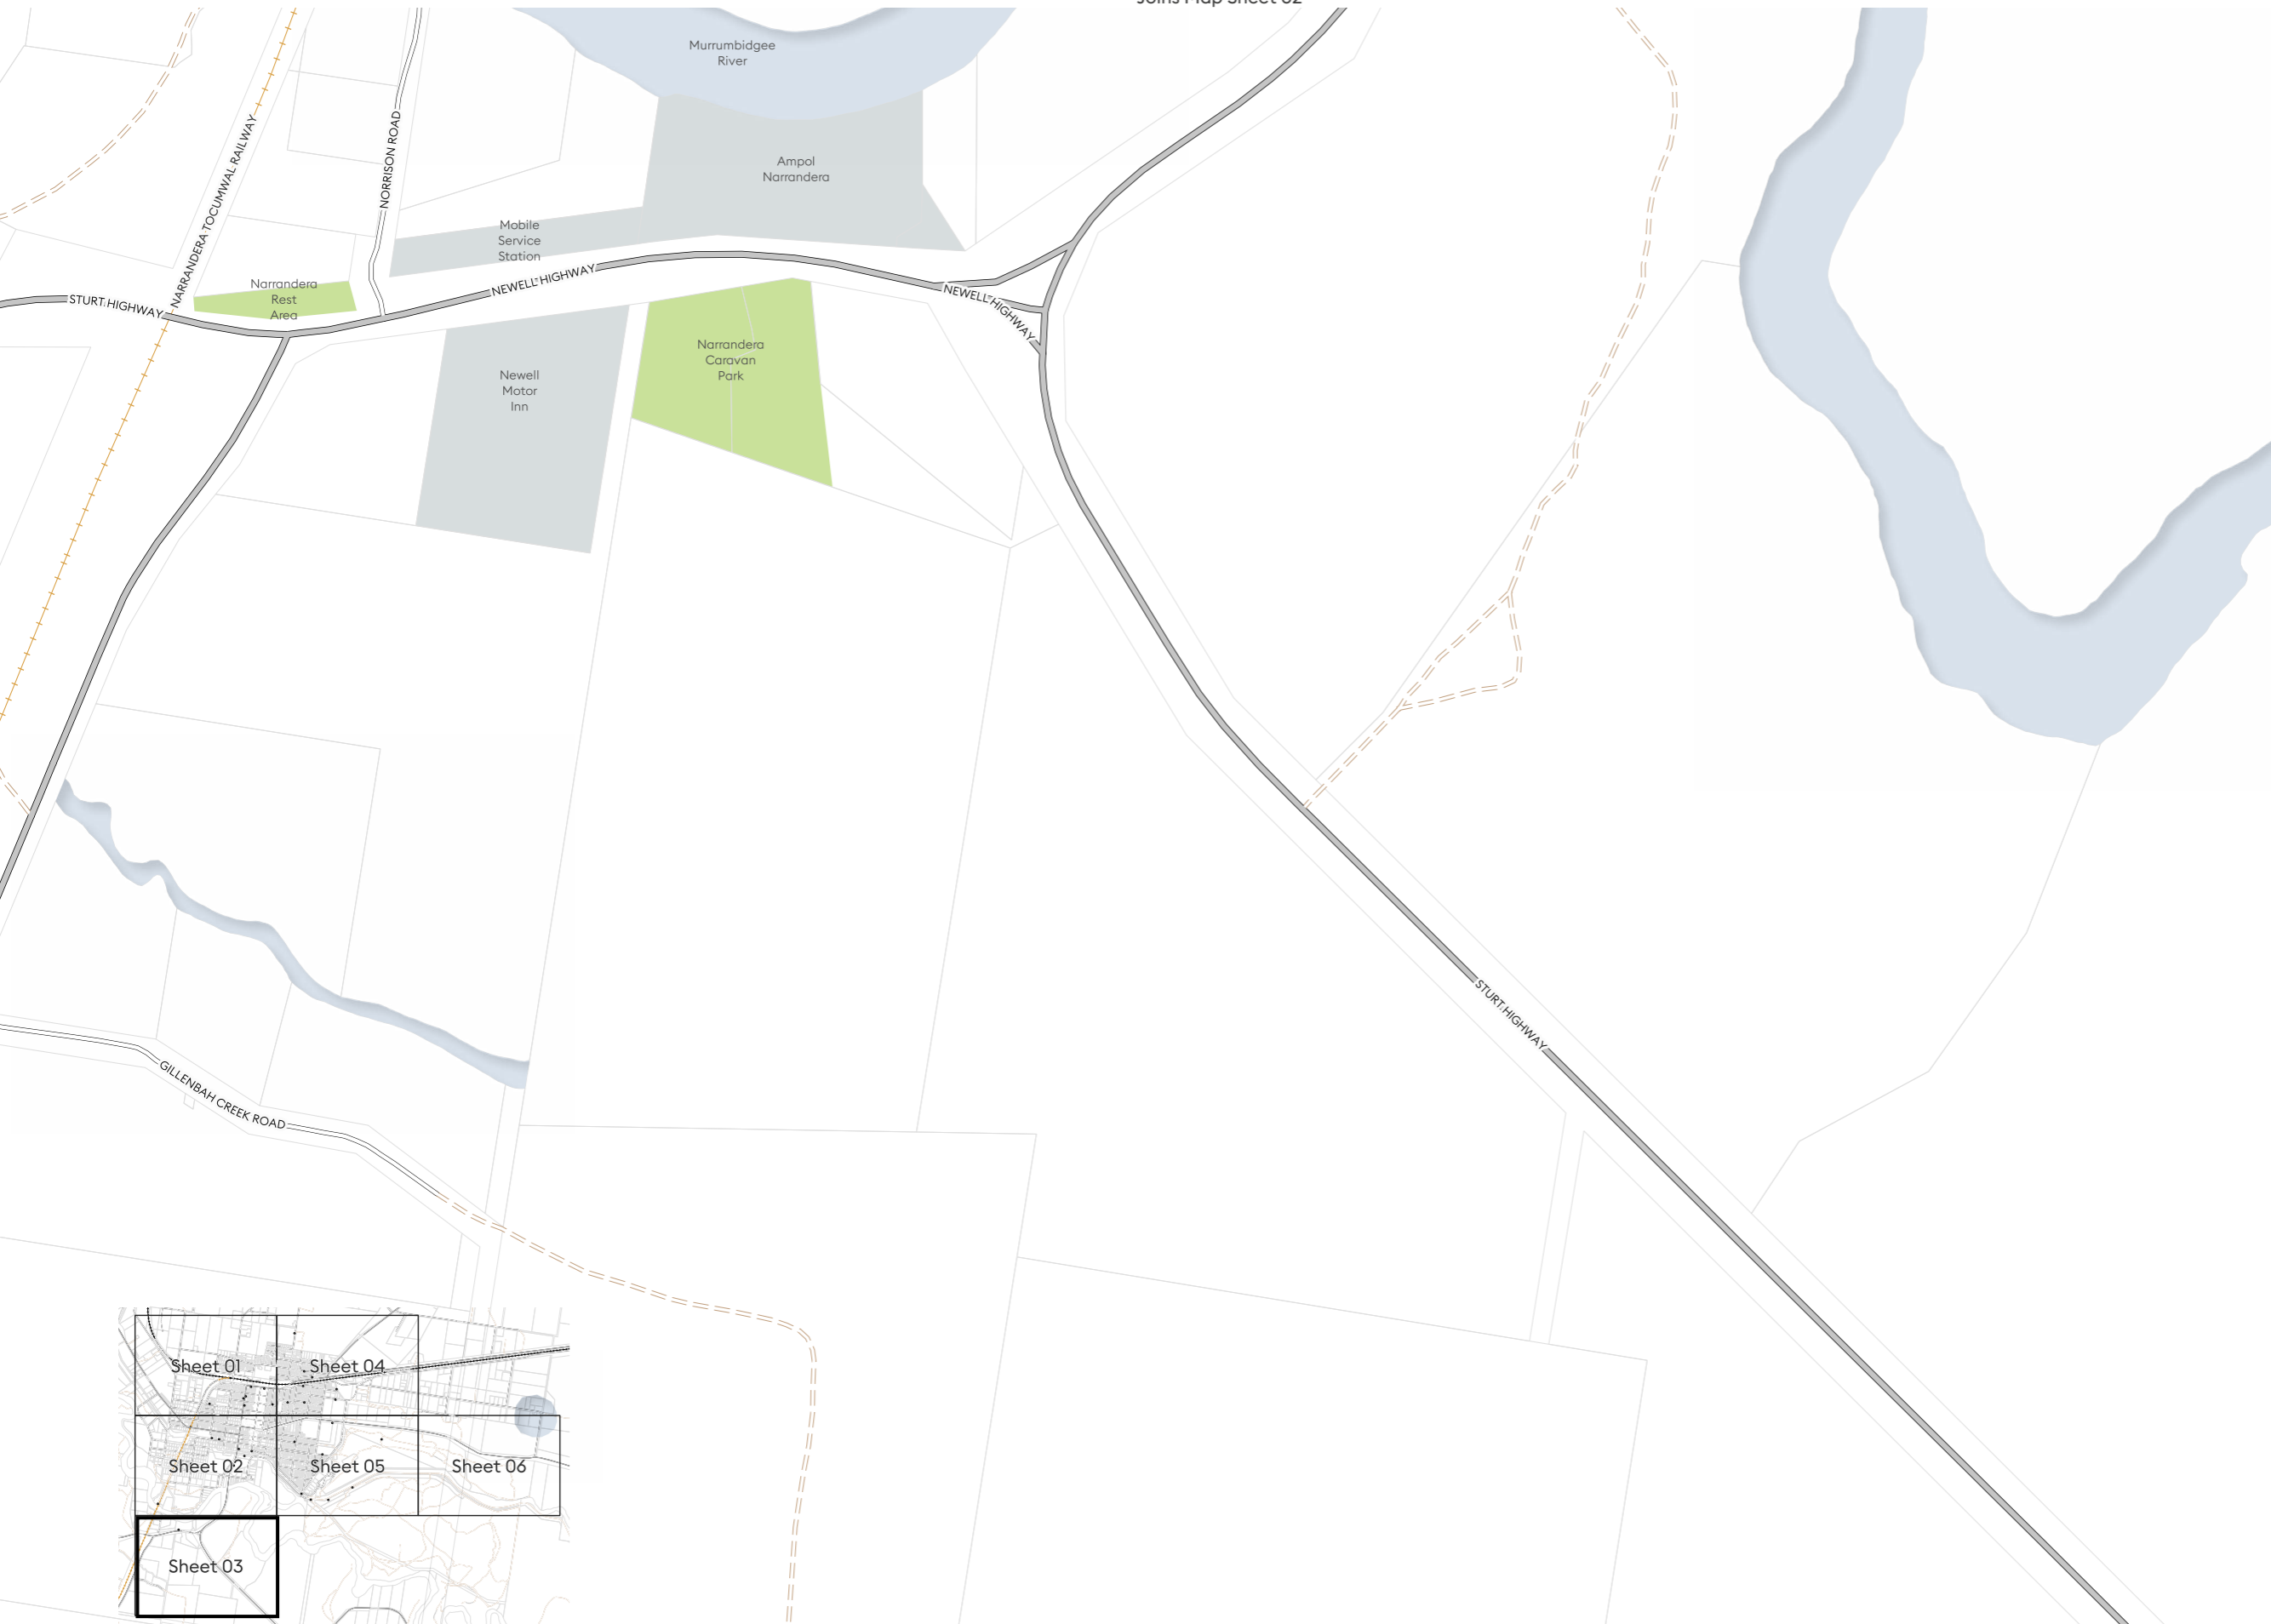 Joins Map Sheet 02
Murrumbidgee
River
NORRISON ROAD
NARRANDERA TOCUMWAL RAILWAY
Ampol
Narrandera
Mobile
Service
Station
Narrandera
Rest
Area
NEWELL HIGHWAY
STURT HIGHWAY
NEWELL HIGHWAY
Narrandera
Caravan
Park
Newell
Motor
Inn
STURT HIGHWAY
GILLENBAH CREEK ROAD
Sheet 01
Sheet 04
Sheet 02
Sheet 05
Sheet 06
Sheet 03